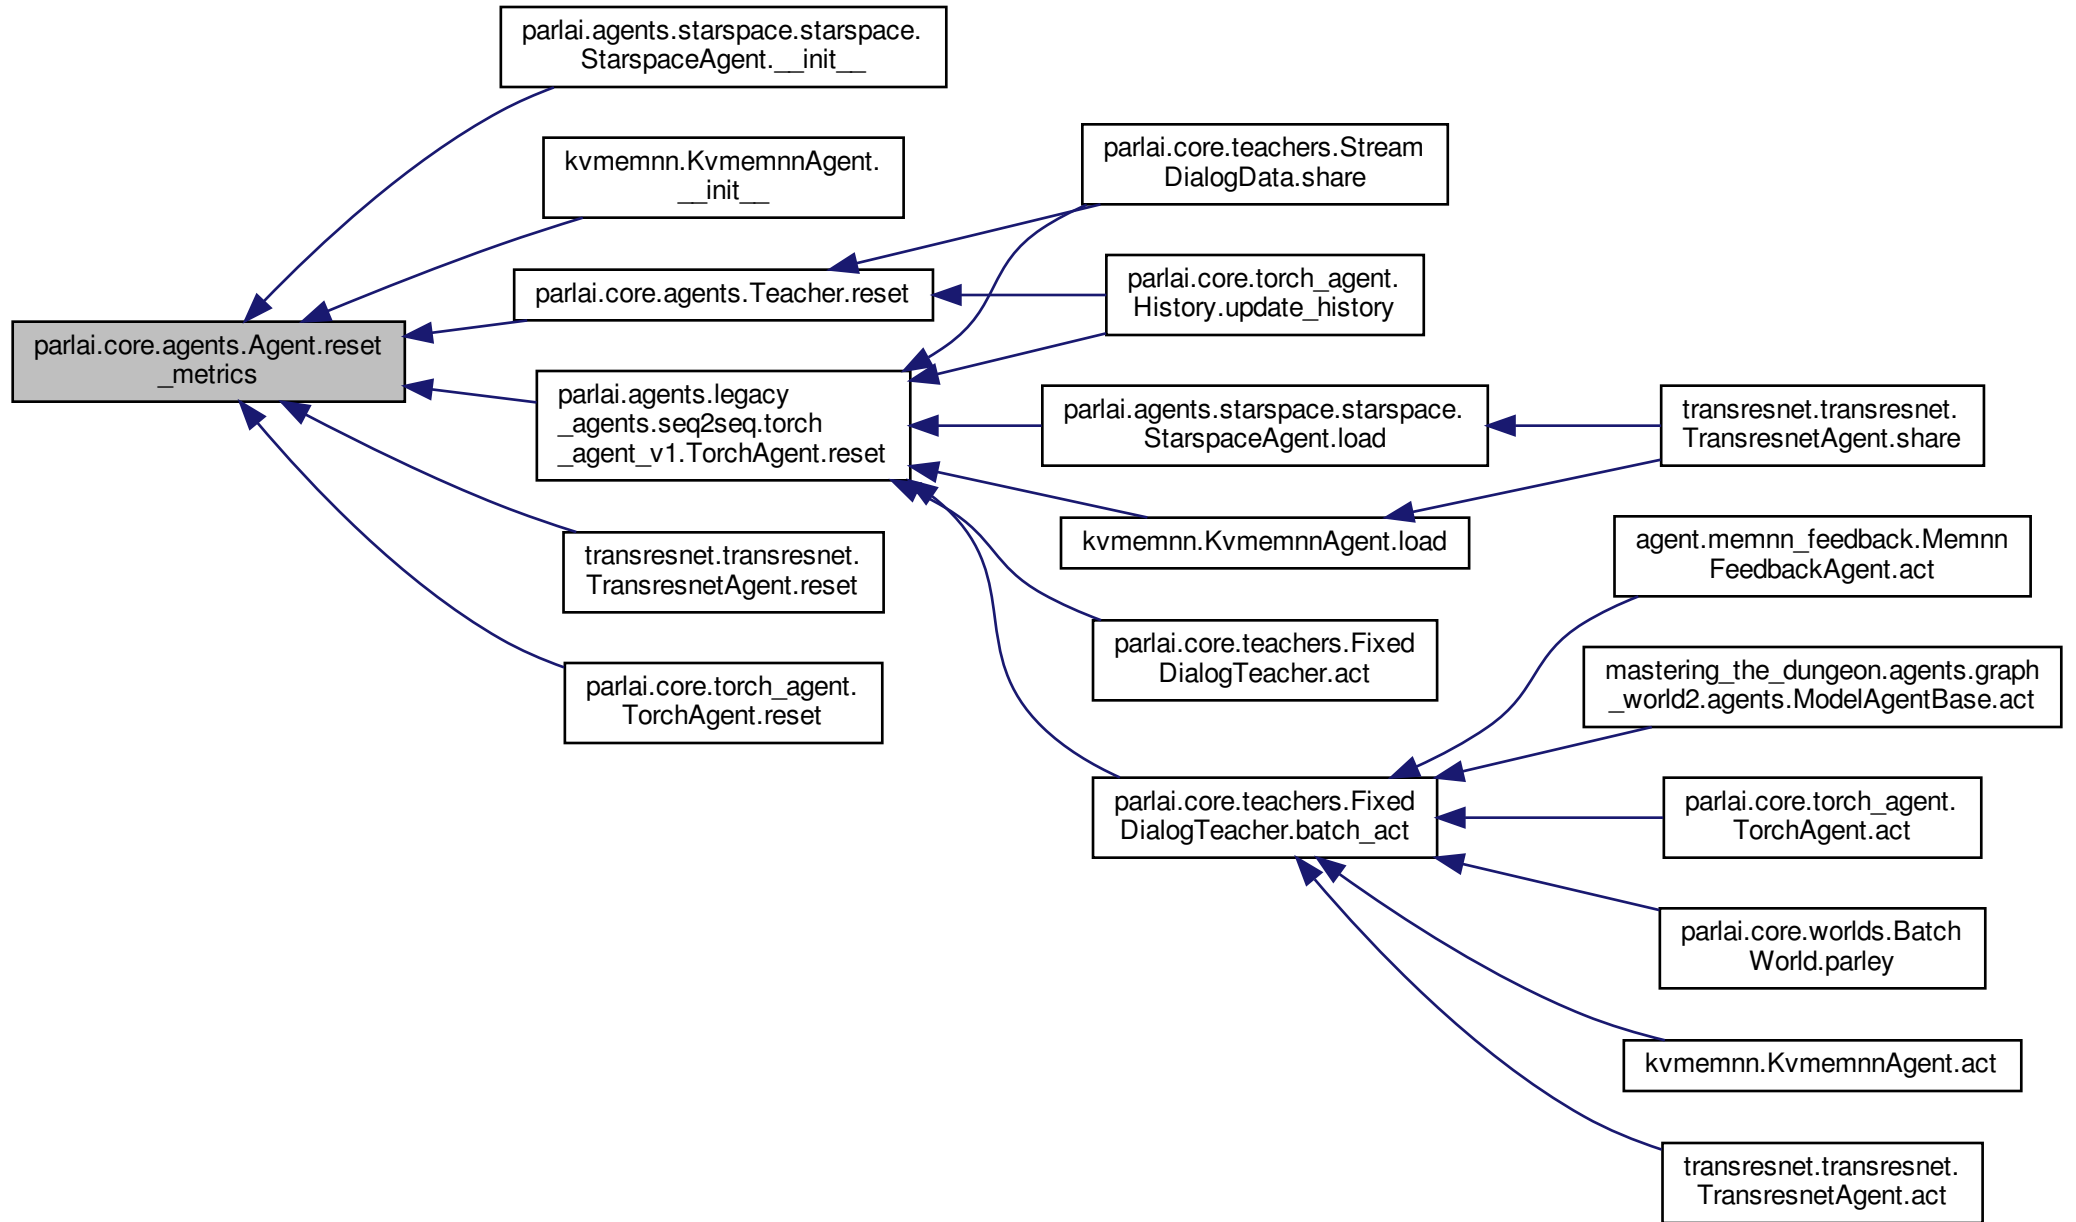 parlai.agents.starspace.starspace.
StarspaceAgent.__init__
kvmemnn.KvmemnnAgent.
__init__
parlai.core.agents.Teacher.reset
parlai.core.agents.Agent.reset
_metrics
parlai.agents.legacy
_agents.seq2seq.torch
_agent_v1.TorchAgent.reset
transresnet.transresnet.
TransresnetAgent.reset
parlai.core.torch_agent.
TorchAgent.reset
parlai.core.teachers.Stream
DialogData.share
parlai.core.torch_agent.
History.update_history
parlai.agents.starspace.starspace.
StarspaceAgent.load
kvmemnn.KvmemnnAgent.load
parlai.core.teachers.Fixed
DialogTeacher.act
parlai.core.teachers.Fixed
DialogTeacher.batch_act
transresnet.transresnet.
TransresnetAgent.share
agent.memnn_feedback.Memnn
FeedbackAgent.act
mastering_the_dungeon.agents.graph
_world2.agents.ModelAgentBase.act
parlai.core.torch_agent.
TorchAgent.act
parlai.core.worlds.Batch
World.parley
kvmemnn.KvmemnnAgent.act
transresnet.transresnet.
TransresnetAgent.act